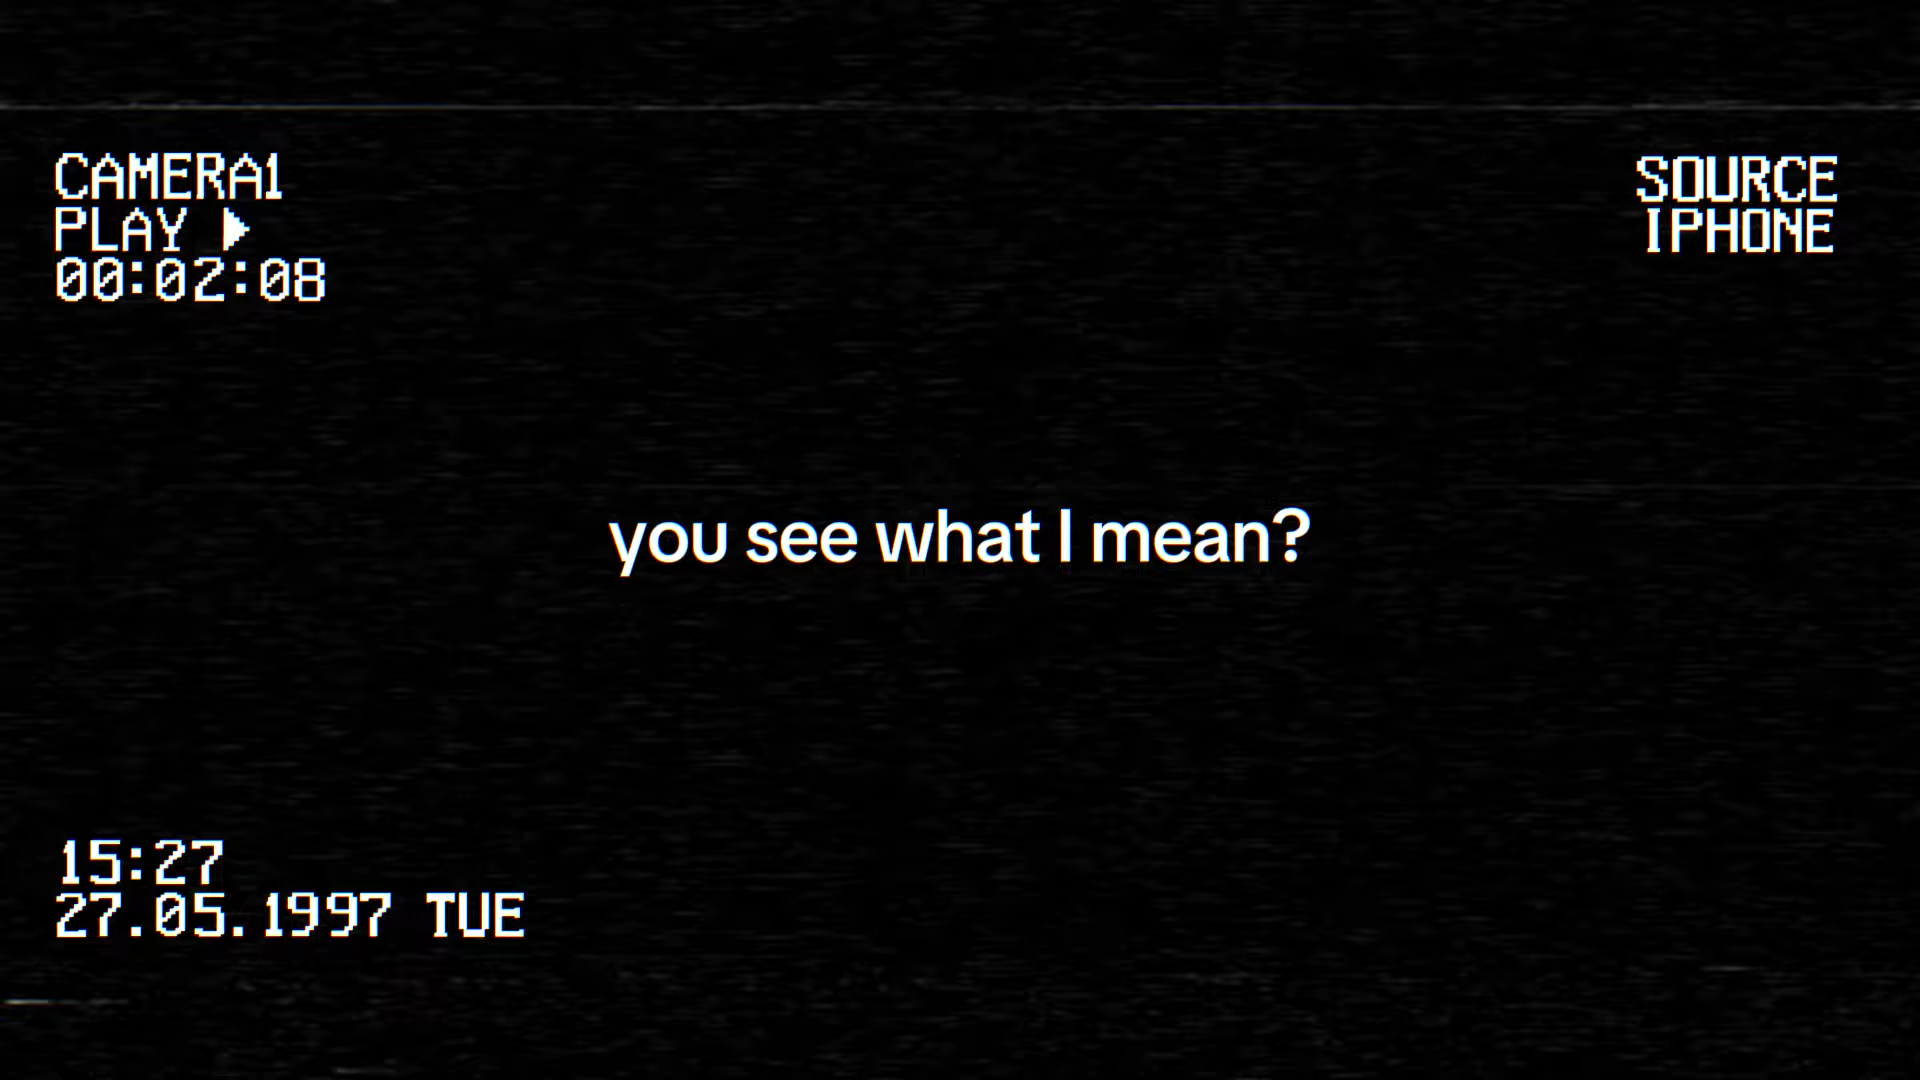 CAMERA1
PLAY ▶
00:02:08
SOURCE
IPHONE
you see what I mean?
15:27
27.05.1997 TUE